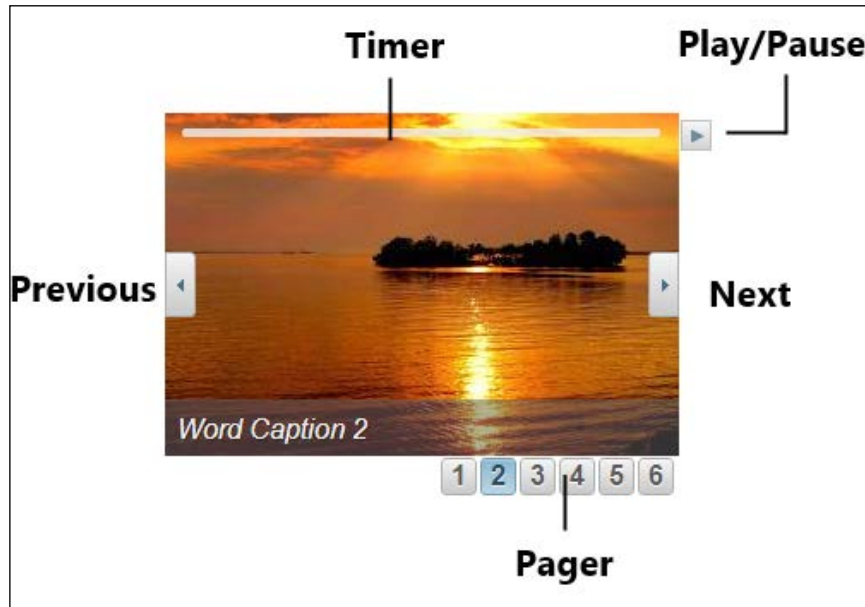 Timer
Play/Pause
Previous
Next
Word Caption 2
1 2 3 4 5 6
Pager